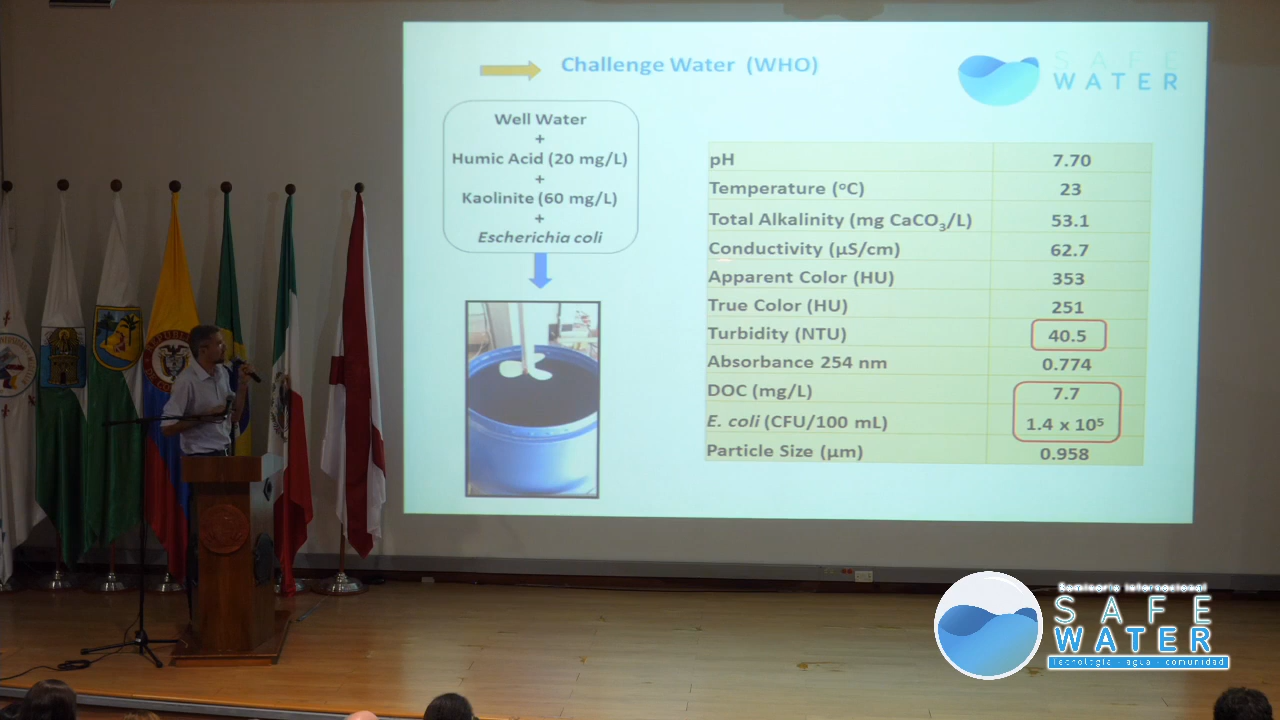 Challenge Water (WHO)
SAFE
WATER
Well Water
+
Humic Acid (20 mg/L)
+
Kaolinite (60 mg/L)
+
Escherichia coli
pH 7.70
Temperature (ºC) 23
Total Alkalinity (mg CaCO₃/L) 53.1
Conductivity (µS/cm) 62.7
Apparent Color (HU) 353
True Color (HU) 251
Turbidity (NTU) 40.5
Absorbance 254 nm 0.774
DOC (mg/L) 7.7
E. coli (CFU/100 mL) 1.4 x 10⁵
Particle Size (µm) 0.958
Seminario internacional
SAFE
WATER
Tecnología - agua - comunidad